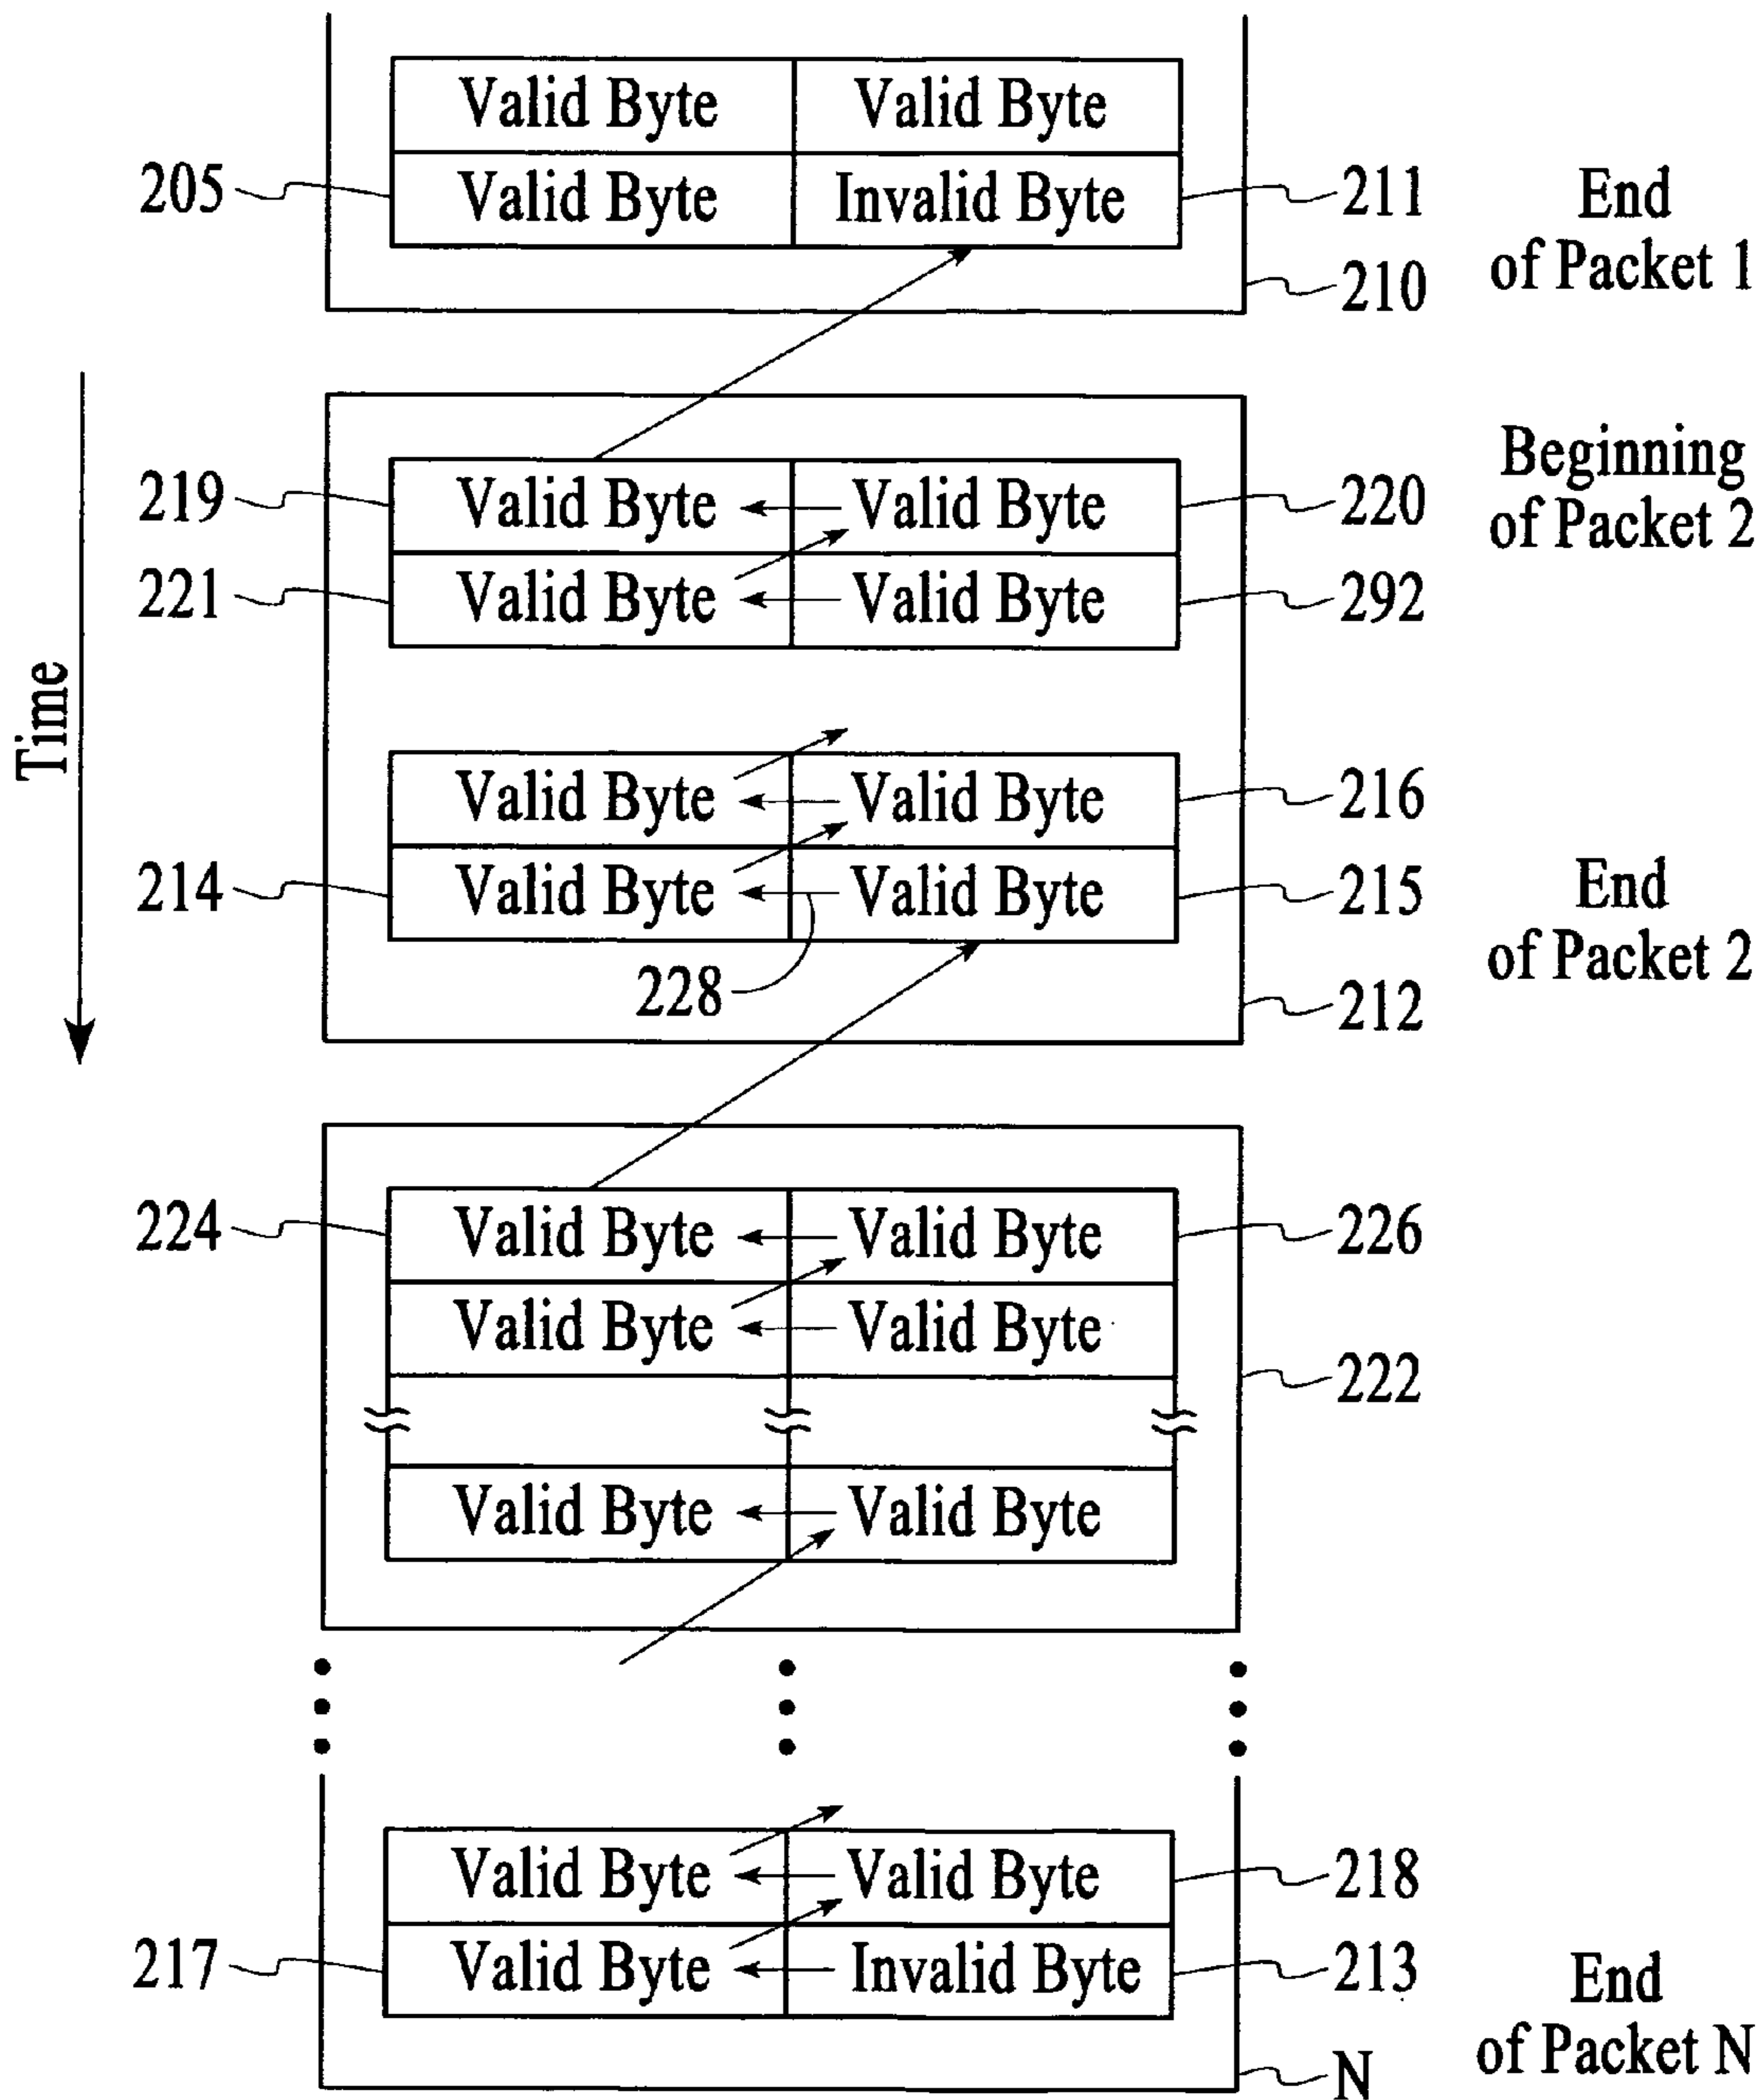 Valid Byte Valid Byte
205 Valid Byte Invalid Byte 211
End
of Packet 1
210
Time
219 Valid Byte Valid Byte 220
Beginning
of Packet 2
221 Valid Byte Valid Byte 292
Valid Byte Valid Byte 216
214 Valid Byte Valid Byte 215
End
of Packet 2
228
212
224 Valid Byte Valid Byte 226
Valid Byte Valid Byte
222
Valid Byte Valid Byte
Valid Byte Valid Byte 218
217 Valid Byte Invalid Byte 213
End
of Packet N
N